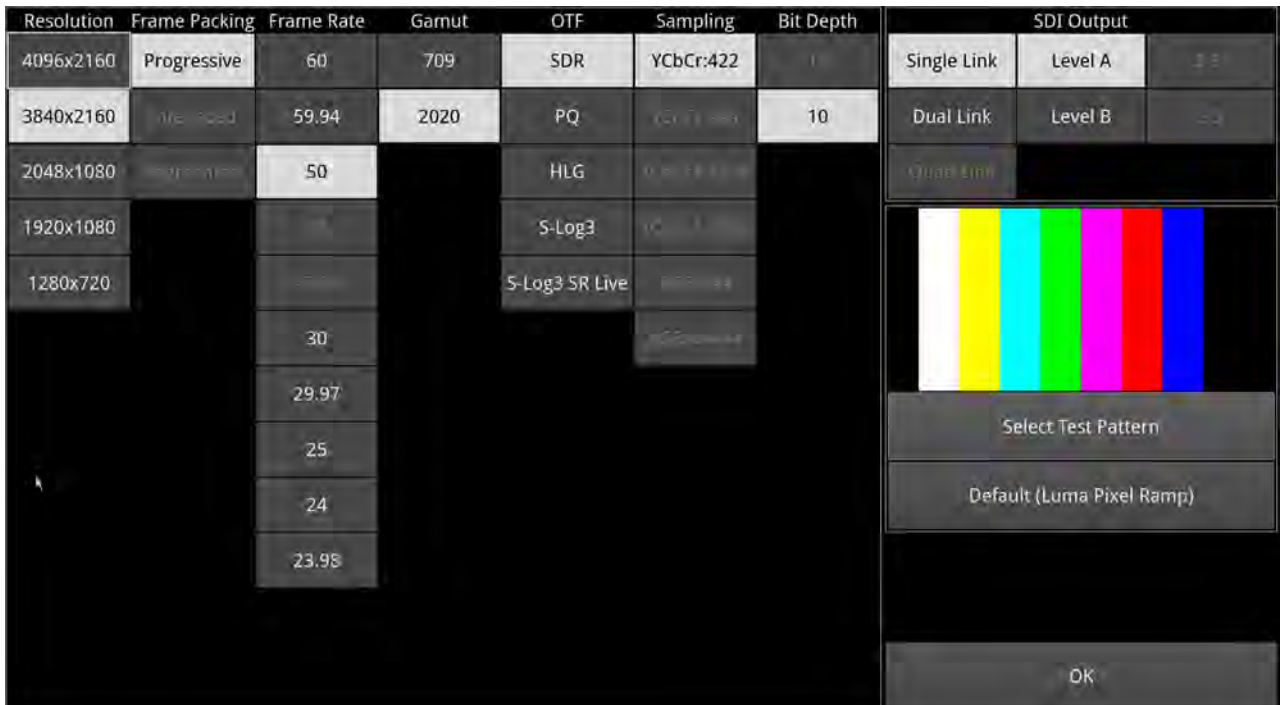 Resolution Frame Packing Frame Rate Gamut OTF Sampling Bit Depth SDI Output
4096x2160 Progressive 60 709 SDR YCbCr:422 Single Link Level A
3840x2160 59.94 2020 PQ 10 Dual Link Level B
2048x1080 50 HLG
1920x1080 S-Log3
1280x720 S-Log3 SR Live
30
29.97
25
24
23.98
Select Test Pattern
Default (Luma Pixel Ramp)
OK